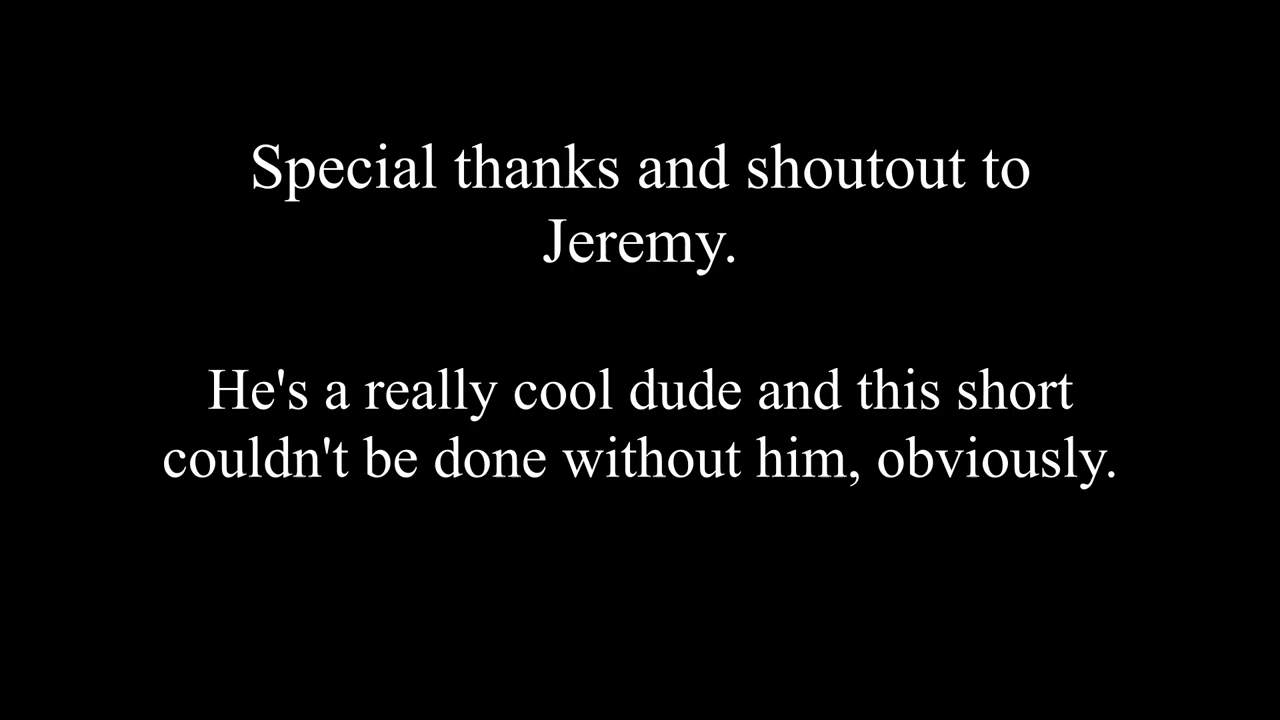 Special thanks and shoutout to
Jeremy.
He's a really cool dude and this short
couldn't be done without him, obviously.